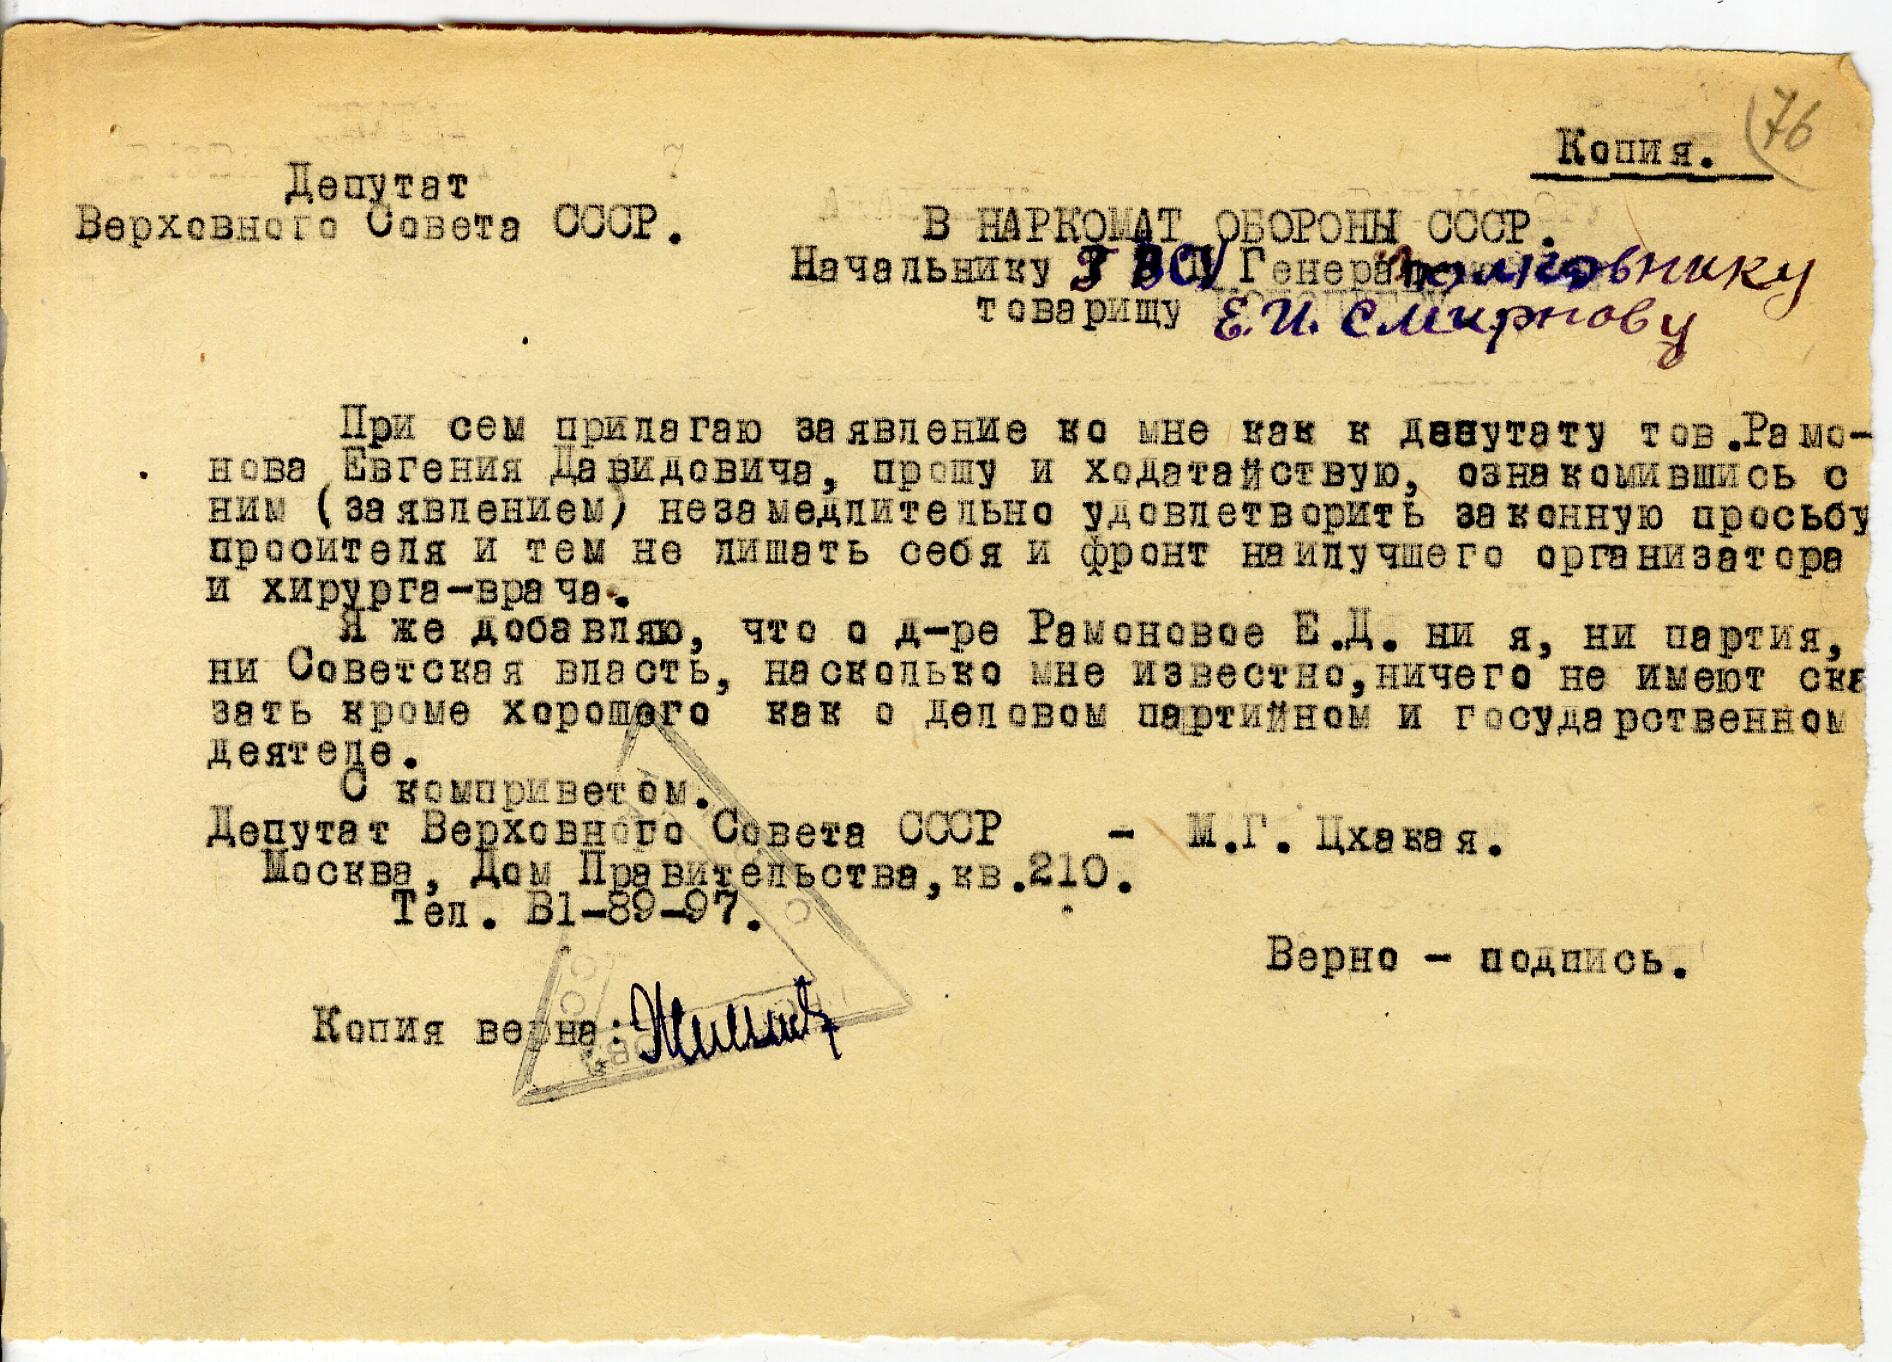 76
Копия.
Депутат
Верховного Совета СССР.
В НАРКОМАТ ОБОРОНЫ СССР.
Начальнику ГВСУ Генерал полковнику
товарищу Е.И. Смирнову
При сем прилагаю заявление ко мне как к депутату тов.Рамо-
нова Евгения Давидовича, прошу и ходатайствую, ознакомившись с
ним (заявлением) незамедлительно удовлетворить законную просьбу
просителя и тем не лишать себя и фронт наилучшего организатора
и хирурга-врача.
Я же добавляю, что о д-ре Рамоновое Е.Д. ни я, ни партия,
ни Советская власть, насколько мне известно,ничего не имеют ска
зать кроме хорошего как о деловом партийном и государственном
деятеле.
С комприветом.
Депутат Верховного Совета СССР - М.Г. Цхакая.
Москва, Дом Правительства,кв.210.
Тел. В1-89-97.
Верно - подпись.
Копия верна: